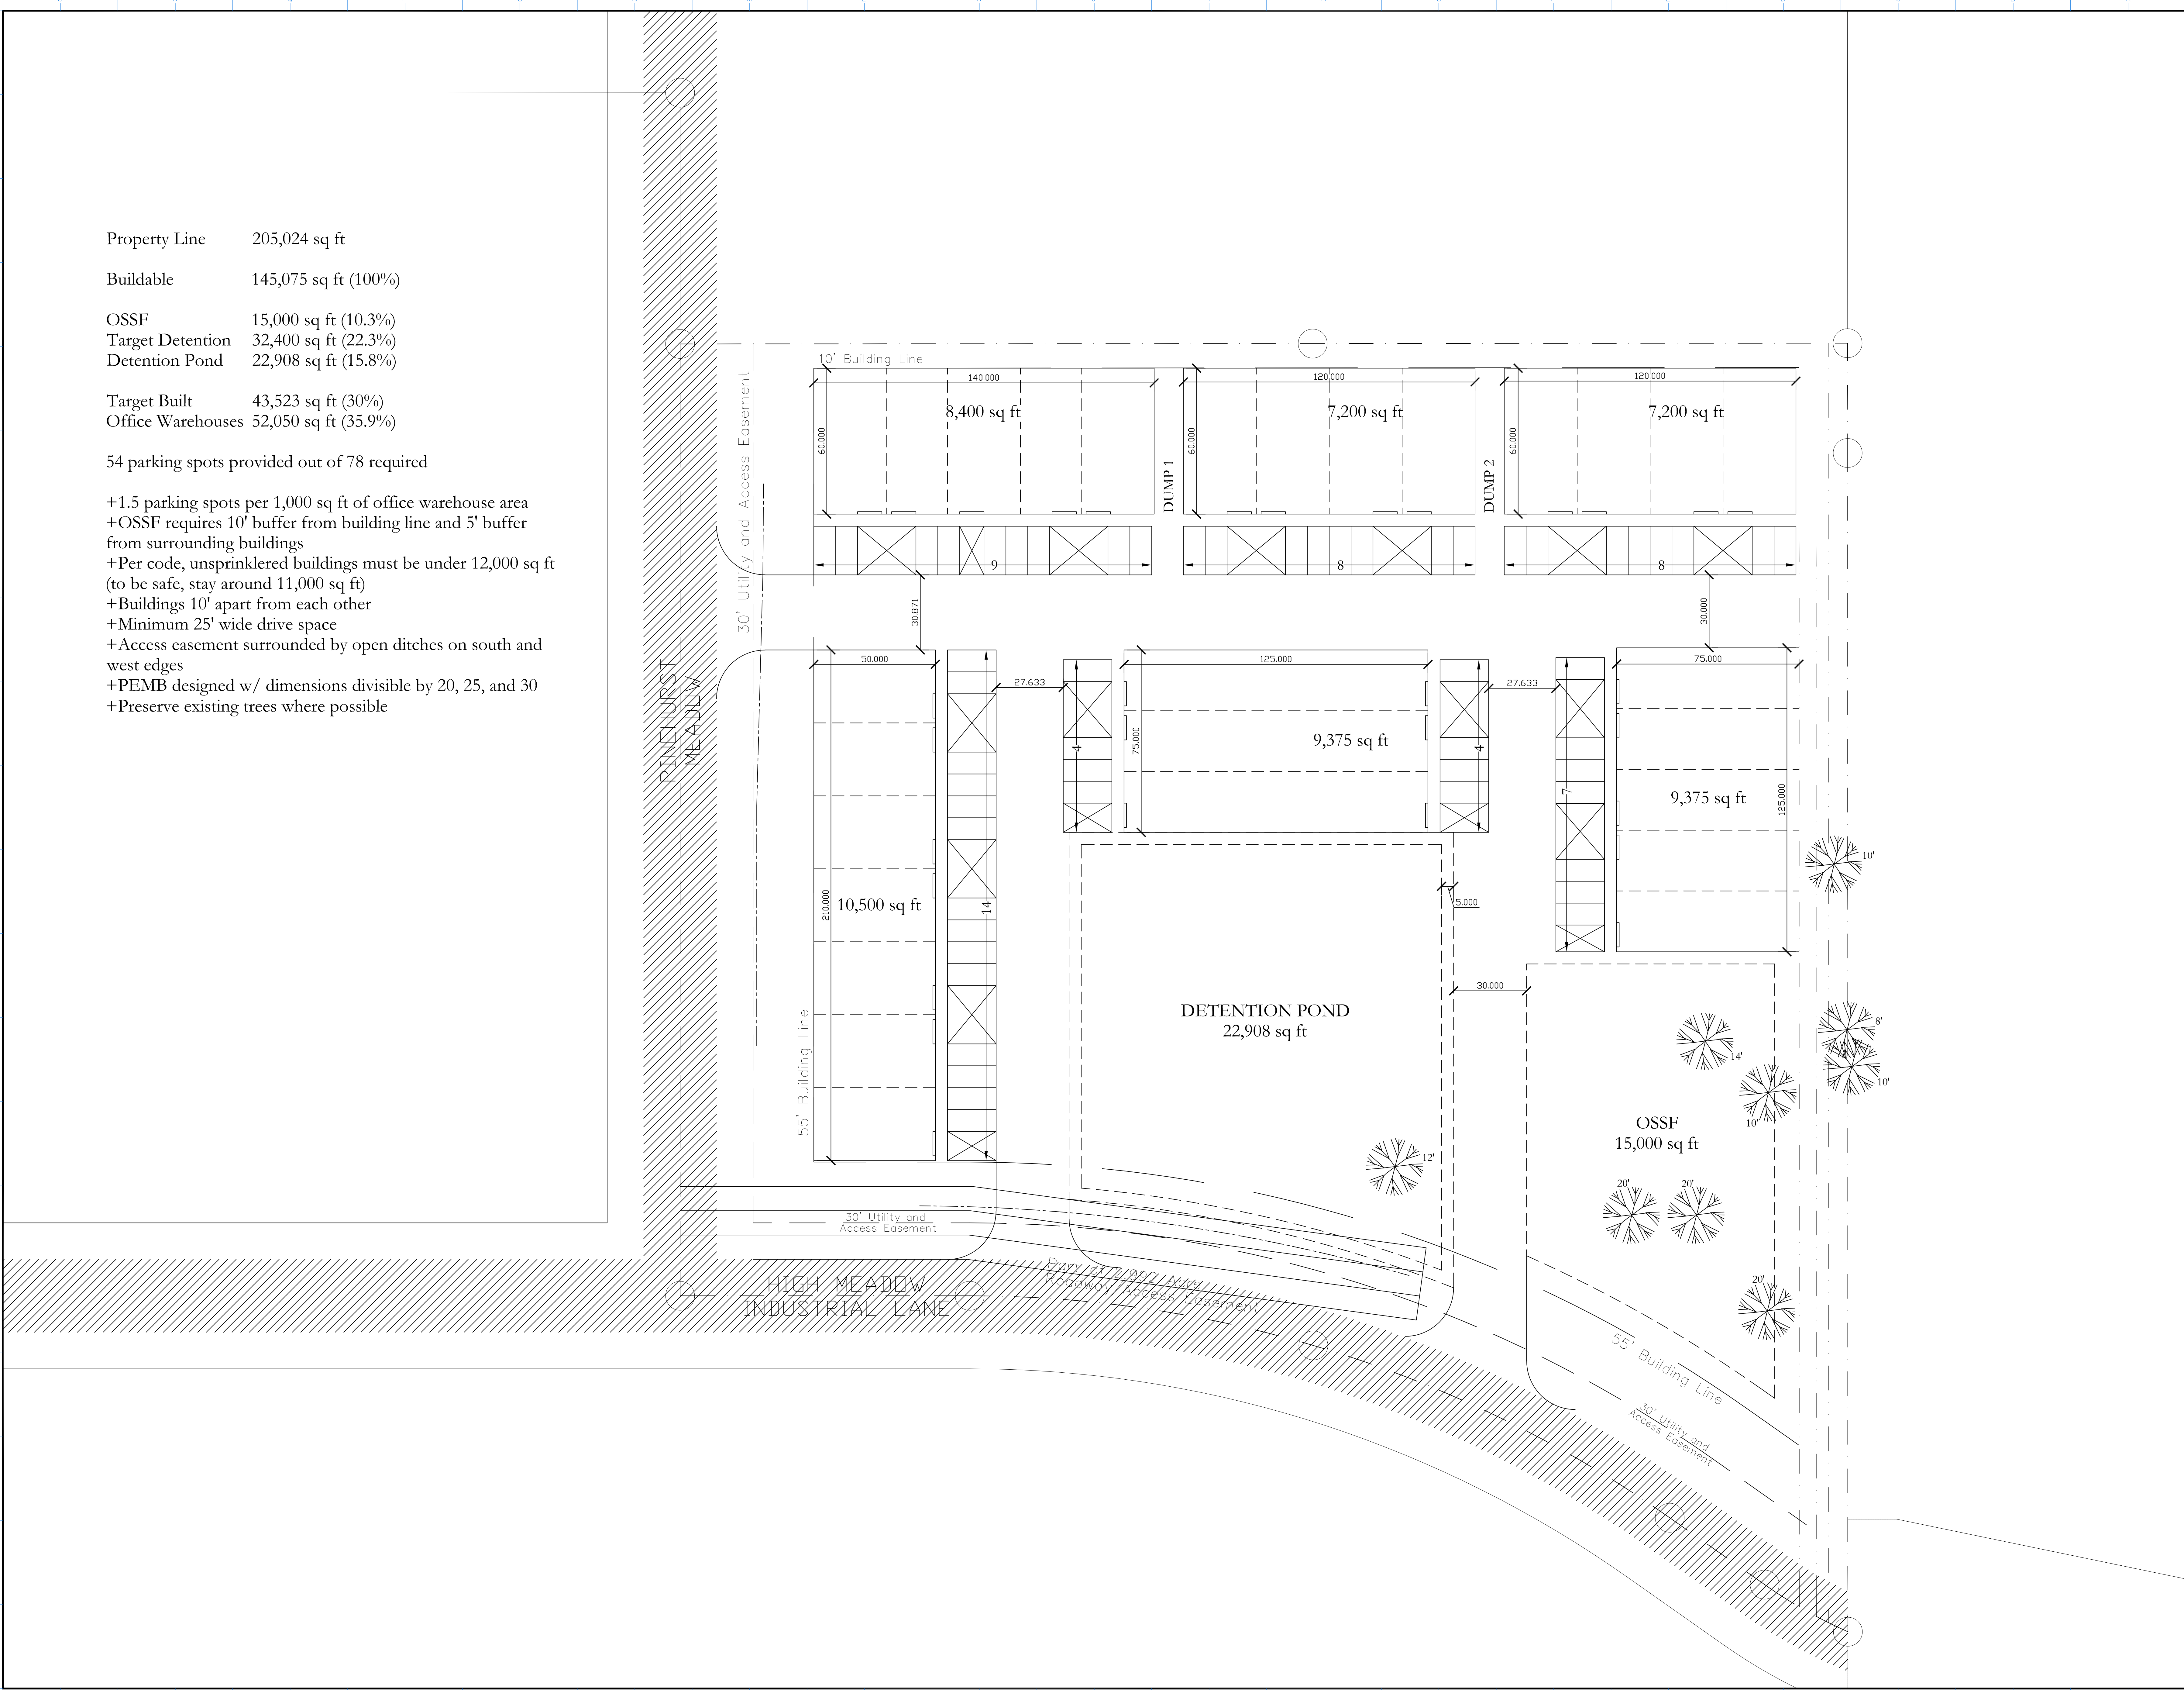 Property Line 205,024 sq ft
Buildable 145,075 sq ft (100%)
OSSF 15,000 sq ft (10.3%)
Target Detention 32,400 sq ft (22.3%)
Detention Pond 22,908 sq ft (15.8%)
Target Built 43,523 sq ft (30%)
Office Warehouses 52,050 sq ft (35.9%)
54 parking spots provided out of 78 required
+1.5 parking spots per 1,000 sq ft of office warehouse area
+OSSF requires 10' buffer from building line and 5' buffer
from surrounding buildings
+Per code, unsprinklered buildings must be under 12,000 sq ft
(to be safe, stay around 11,000 sq ft)
+Buildings 10' apart from each other
+Minimum 25' wide drive space
+Access easement surrounded by open ditches on south and
west edges
+PEMB designed w/ dimensions divisible by 20, 25, and 30
+Preserve existing trees where possible
PINEHURST
MEADOW
30' Utility and Access Easement
10' Building Line
140.000
120.000
120.000
8,400 sq ft
7,200 sq ft
7,200 sq ft
60.000
60.000
60.000
DUMP 1
DUMP 2
9
8
8
30.871
30.000
50.000
125.000
75.000
27.633
27.633
4
4
7
75.000
9,375 sq ft
9,375 sq ft
125.000
210.000
10,500 sq ft
14
5.000
30.000
55' Building Line
DETENTION POND
22,908 sq ft
OSSF
15,000 sq ft
10'
8'
10'
14'
10'
12'
20'
20'
20'
30' Utility and
Access Easement
HIGH MEADOW
INDUSTRIAL LANE
Roadway Access Easement
55' Building Line
30' Utility and
Access Easement